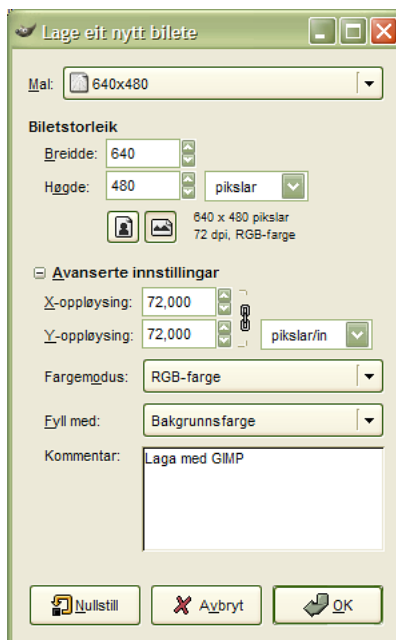 Lage eit nytt bilete
Mal: 640x480
Biletstorleik
Breidde: 640
Høgde: 480 pikslar
640 x 480 pikslar
72 dpi, RGB-farge
Avanserte innstillingar
X-oppløysing: 72,000
Y-oppløysing: 72,000 pikslar/in
Fargemodus: RGB-farge
Fyll med: Bakgrunnsfarge
Kommentar: Laga med GIMP
Nullstill Avbryt OK